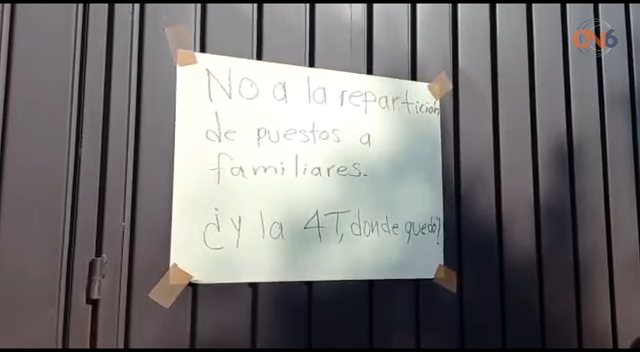 CN6
No a la repartición
de puestos a
familiares.
¿Y la 4T, donde quedó?